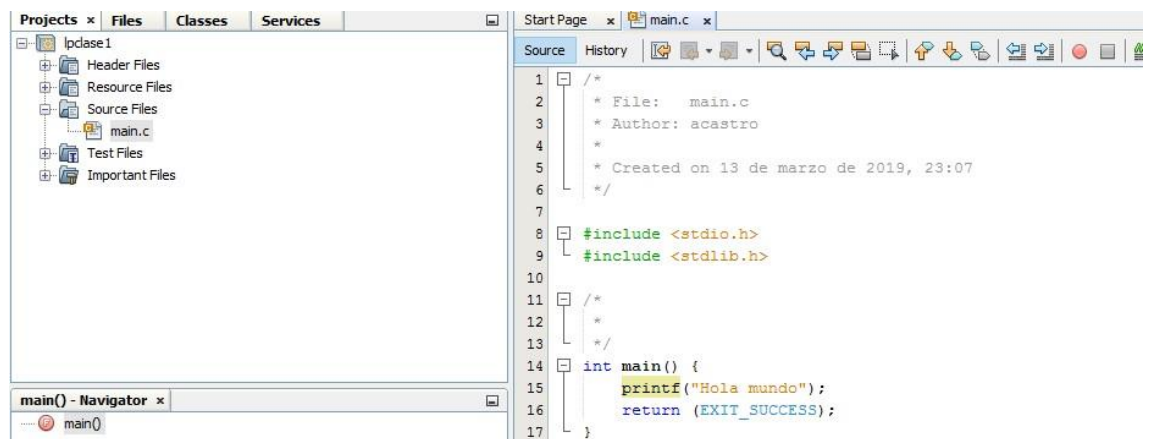 Projects Files Classes Services
lpclase1
Header Files
Resource Files
Source Files
main.c
Test Files
Important Files
main() - Navigator
main()
Start Page main.c
Source History
1 /*
2 * File:   main.c
3 * Author: acastro
4 *
5 * Created on 13 de marzo de 2019, 23:07
6 */
7
8 #include <stdio.h>
9 #include <stdlib.h>
10
11 /*
12 *
13 */
14 int main() {
15 printf("Hola mundo");
16 return (EXIT_SUCCESS);
17 }